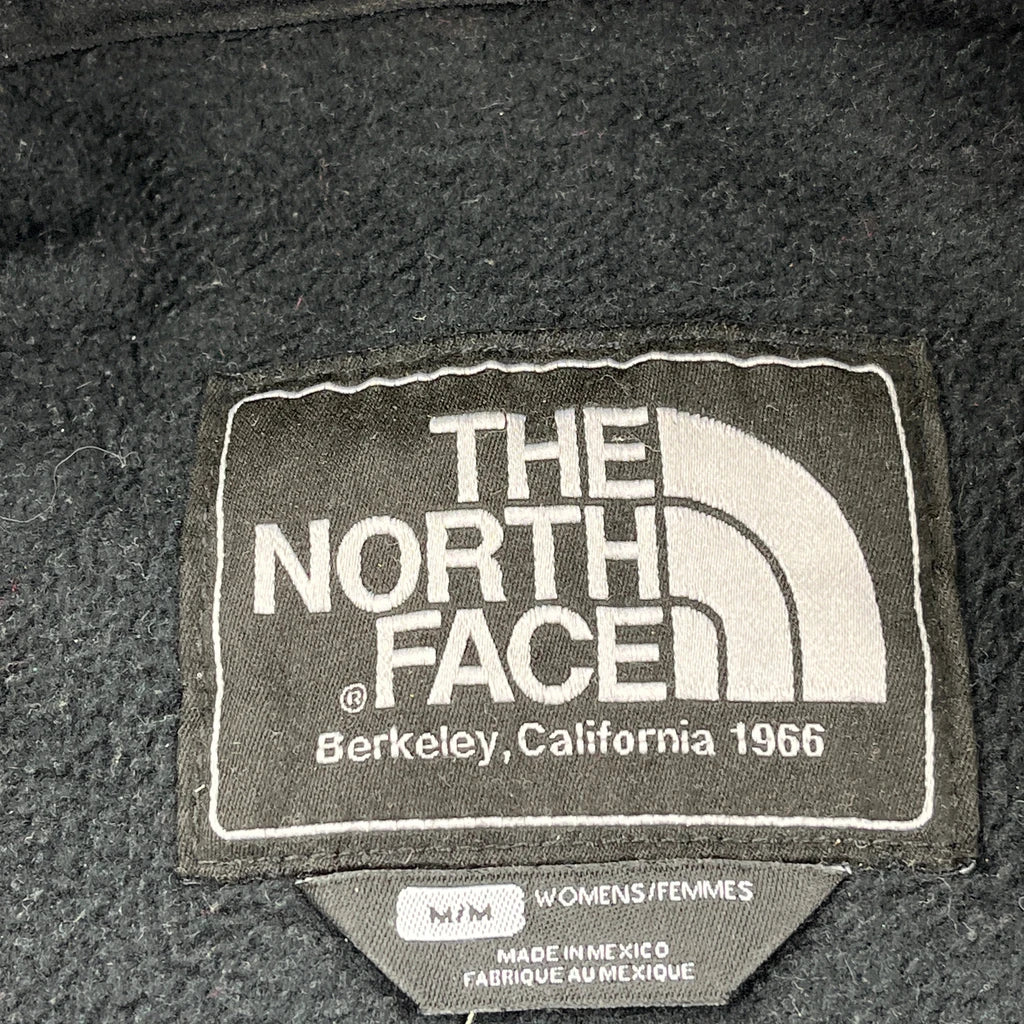 THE
NORTH
FACE
®
Berkeley, California 1966
M/M WOMENS/FEMMES
MADE IN MEXICO
FABRIQUE AU MEXIQUE